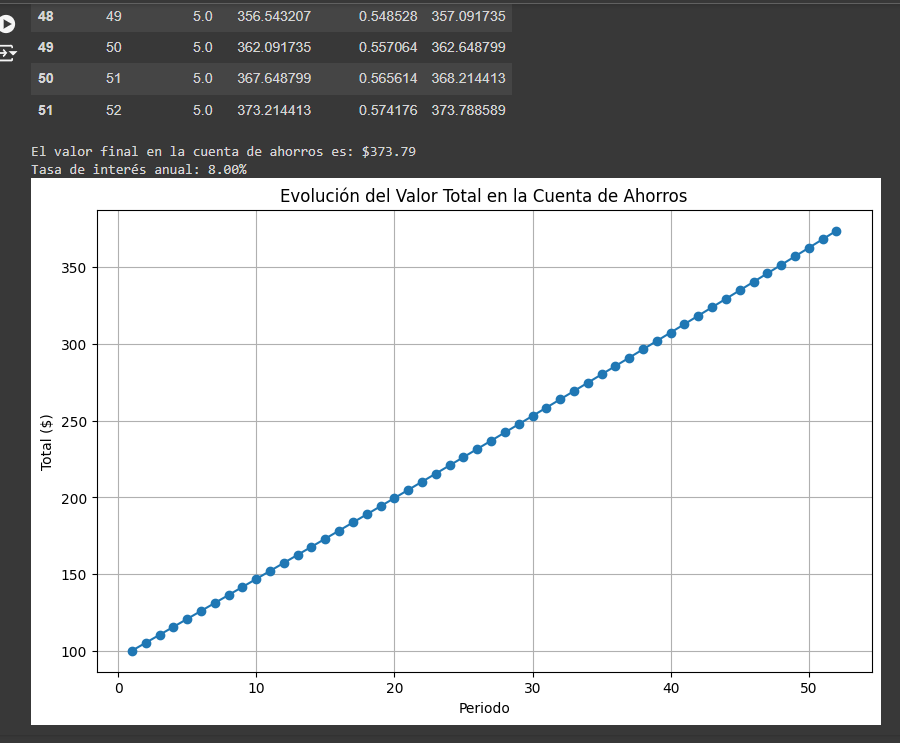 48 49 5.0 356.543207 0.548528 357.091735
49 50 5.0 362.091735 0.557064 362.648799
50 51 5.0 367.648799 0.565614 368.214413
51 52 5.0 373.214413 0.574176 373.788589
El valor final en la cuenta de ahorros es: $373.79
Tasa de interés anual: 8.00%
Evolución del Valor Total en la Cuenta de Ahorros
350
300
250
200
150
100
Total ($)
0 10 20 30 40 50
Periodo